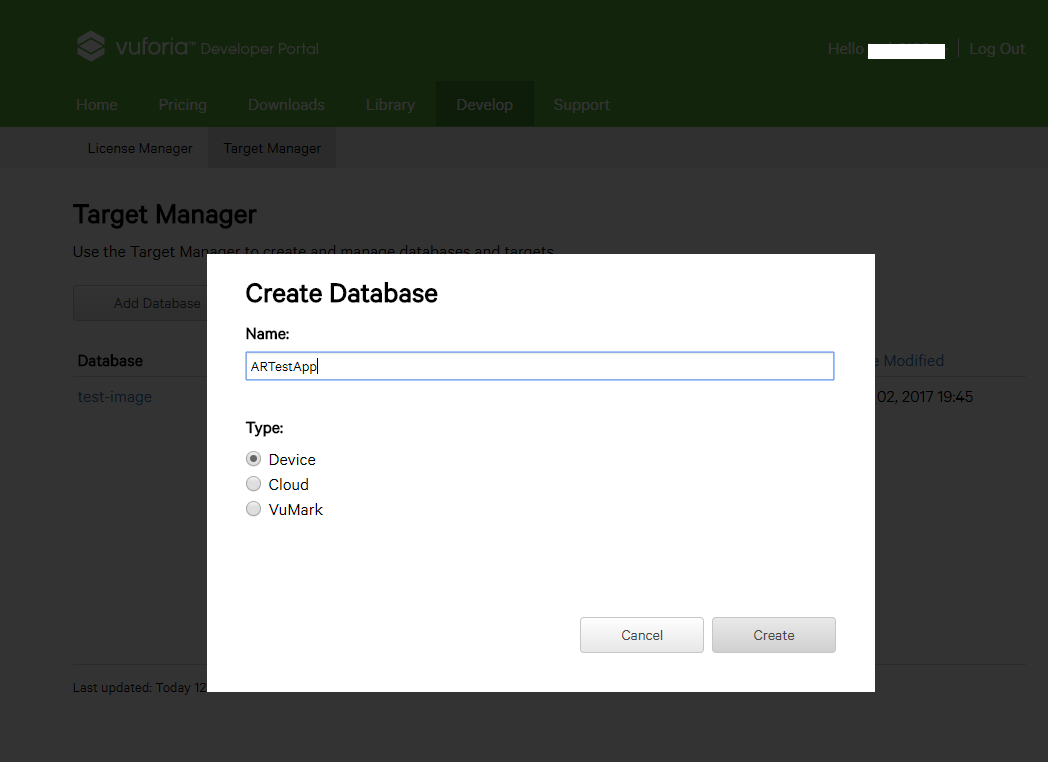 vuforia™ Developer Portal
Hello | Log Out
Home Pricing Downloads Library Develop Support
License Manager Target Manager
Target Manager
Use the Target Manager to create and manage databases and targets
Create Database
Add Database
Name:
Database
ARTestApp
Modified
test-image
02, 2017 19:45
Type:
Device
Cloud
VuMark
Cancel Create
Last updated: Today 12